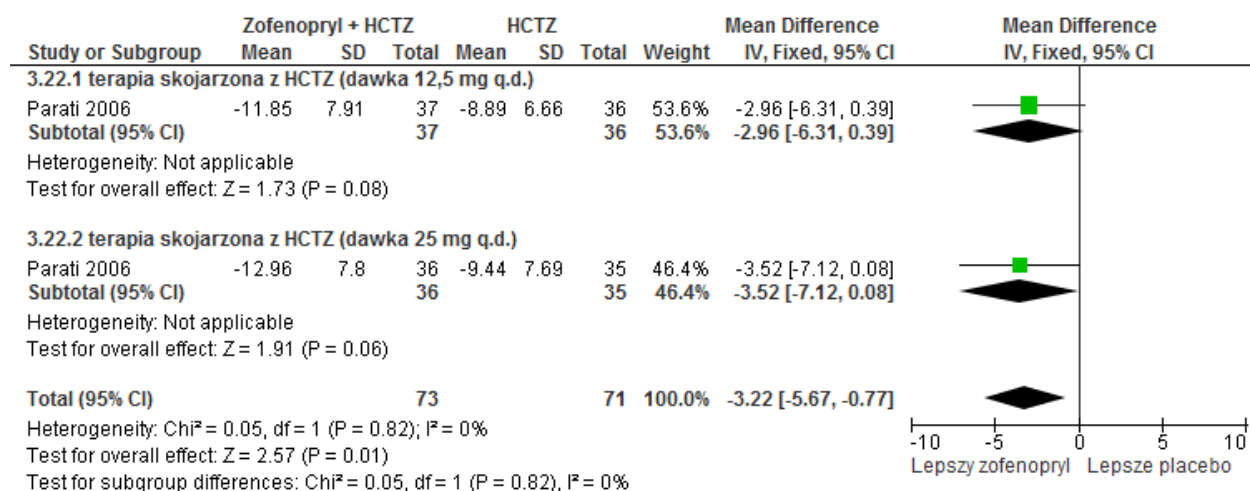 Zofenopryl + HCTZ HCTZ Mean Difference Mean Difference
Study or Subgroup Mean SD Total Mean SD Total Weight IV, Fixed, 95% CI IV, Fixed, 95% CI
3.22.1 terapia skojarzona z HCTZ (dawka 12,5 mg q.d.)
Parati 2006 -11.85 7.91 37 -8.89 6.66 36 53.6% -2.96 [-6.31, 0.39]
Subtotal (95% CI) 37 36 53.6% -2.96 [-6.31, 0.39]
Heterogeneity: Not applicable
Test for overall effect: Z = 1.73 (P = 0.08)
3.22.2 terapia skojarzona z HCTZ (dawka 25 mg q.d.)
Parati 2006 -12.96 7.8 36 -9.44 7.69 35 46.4% -3.52 [-7.12, 0.08]
Subtotal (95% CI) 36 35 46.4% -3.52 [-7.12, 0.08]
Heterogeneity: Not applicable
Test for overall effect: Z = 1.91 (P = 0.06)
Total (95% CI) 73 71 100.0% -3.22 [-5.67, -0.77]
Heterogeneity: Chi² = 0.05, df = 1 (P = 0.82); I² = 0%
-10 -5 0 5 10
Test for overall effect: Z = 2.57 (P = 0.01)
Lepszy zofenopryl Lepsze placebo
Test for subgroup differences: Chi² = 0.05, df = 1 (P = 0.82), I² = 0%